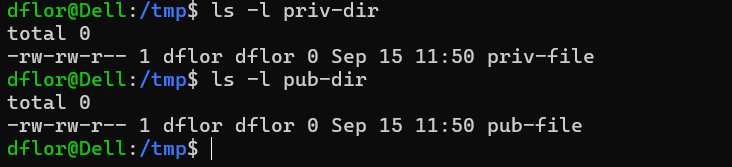 dflor@Dell:/tmp$ ls -l priv-dir
total 0
-rw-rw-r-- 1 dflor dflor 0 Sep 15 11:50 priv-file
dflor@Dell:/tmp$ ls -l pub-dir
total 0
-rw-rw-r-- 1 dflor dflor 0 Sep 15 11:50 pub-file
dflor@Dell:/tmp$